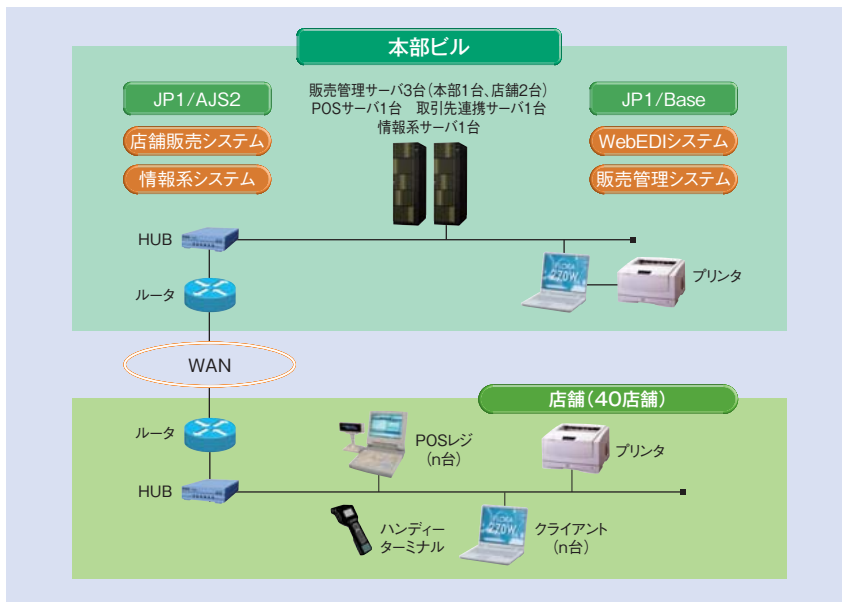 本部ビル
JP1/AJS2
店舗販売システム
情報系システム
販売管理サーバ3台(本部1台、店舗2台)
POSサーバ1台　取引先連携サーバ1台
情報系サーバ1台
JP1/Base
WebEDIシステム
販売管理システム
HUB
ルータ
FLORA
270W
プリンタ
WAN
店舗(40店舗)
ルータ
POSレジ
(n台)
プリンタ
HUB
ハンディー
ターミナル
FLORA
270W
クライアント
(n台)